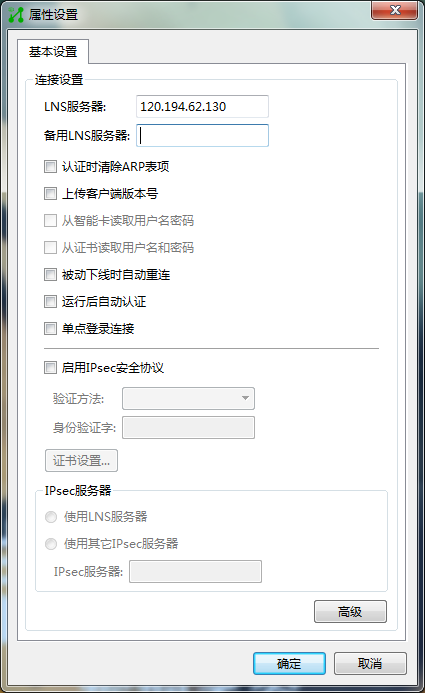 属性设置
基本设置
连接设置
LNS服务器: 120.194.62.130
备用LNS服务器:
认证时清除ARP表项
上传客户端版本号
从智能卡读取用户名密码
从证书读取用户名和密码
被动下线时自动重连
运行后自动认证
单点登录连接
启用IPsec安全协议
验证方法:
身份验证字:
证书设置...
IPsec服务器
使用LNS服务器
使用其它IPsec服务器
IPsec服务器:
高级
确定 取消